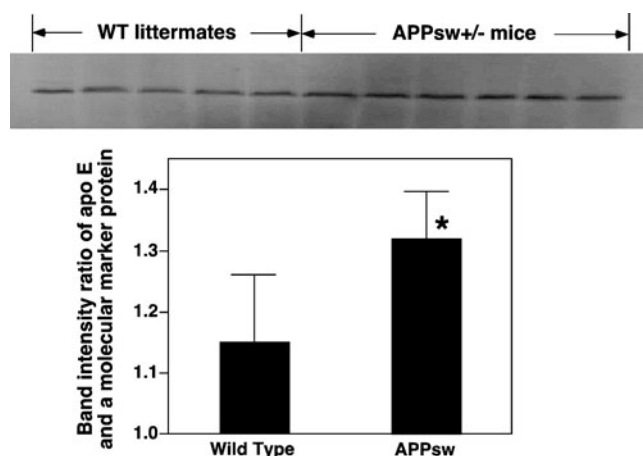 WT littermates APPsw+/- mice
Band intensity ratio of apo E
and a molecular marker protein
1.4
1.3
1.2
1.1
1.0
*
Wild Type APPsw